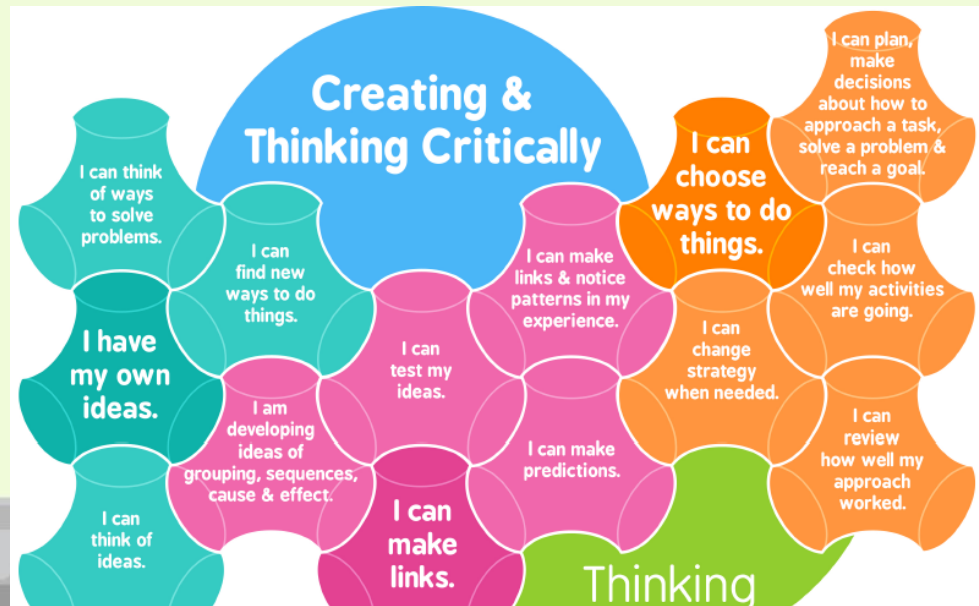 Creating &
Thinking Critically
I can think
of ways
to solve
problems.
I can
find new
ways to do
things.
I have
my own
ideas.
I can
think of
ideas.
I am
developing
ideas of
grouping, sequences,
cause & effect.
I can
test my
ideas.
I can make
links & notice
patterns in my
experience.
I can make
predictions.
I can
make
links.
I can
choose
ways to do
things.
I can plan,
make
decisions
about how to
approach a task,
solve a problem &
reach a goal.
I can
check how
well my activities
are going.
I can
change
strategy
when needed.
I can
review
how well my
approach
worked.
Thinking